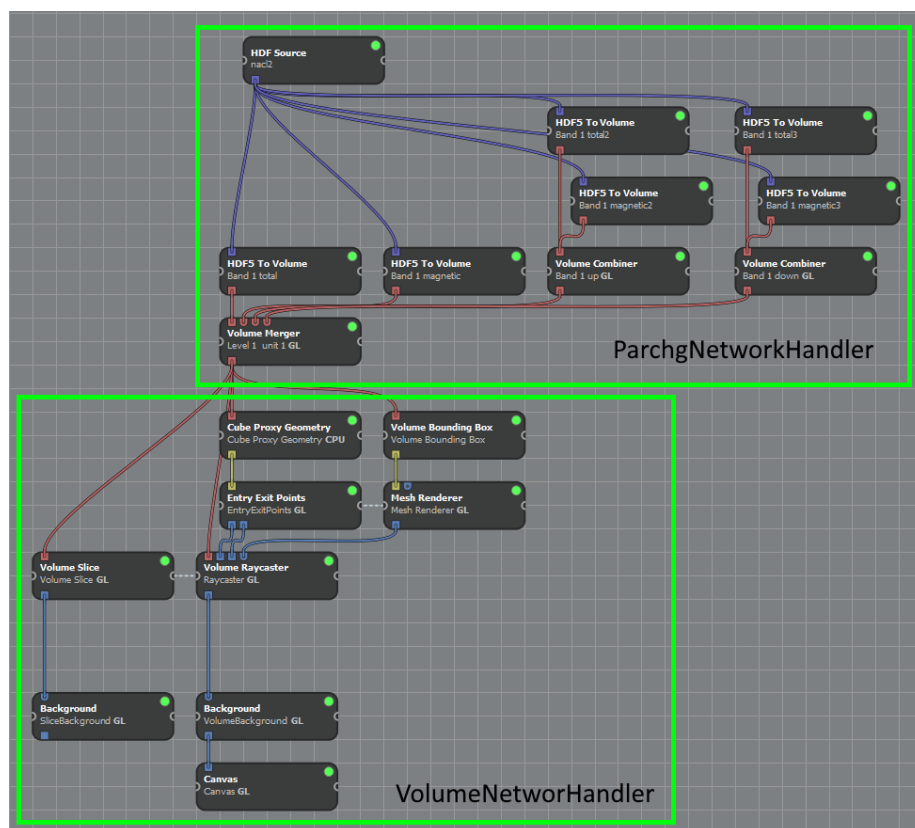 HDF Source
nacl2
HDF5 To Volume
Band 1 total2
HDF5 To Volume
Band 1 total3
HDF5 To Volume
Band 1 magnetic2
HDF5 To Volume
Band 1 magnetic3
HDF5 To Volume
Band 1 total
HDF5 To Volume
Band 1 magnetic
Volume Combiner
Band 1 up GL
Volume Combiner
Band 1 down GL
Volume Merger
Level 1 unit 1 GL
ParchgNetworkHandler
Cube Proxy Geometry
Cube Proxy Geometry CPU
Volume Bounding Box
Volume Bounding Box
Entry Exit Points
EntryExitPoints GL
Mesh Renderer
Mesh Renderer GL
Volume Slice
Volume Slice GL
Volume Raycaster
Raycaster GL
Background
SliceBackground GL
Background
VolumeBackground GL
Canvas
Canvas GL
VolumeNetworHandler